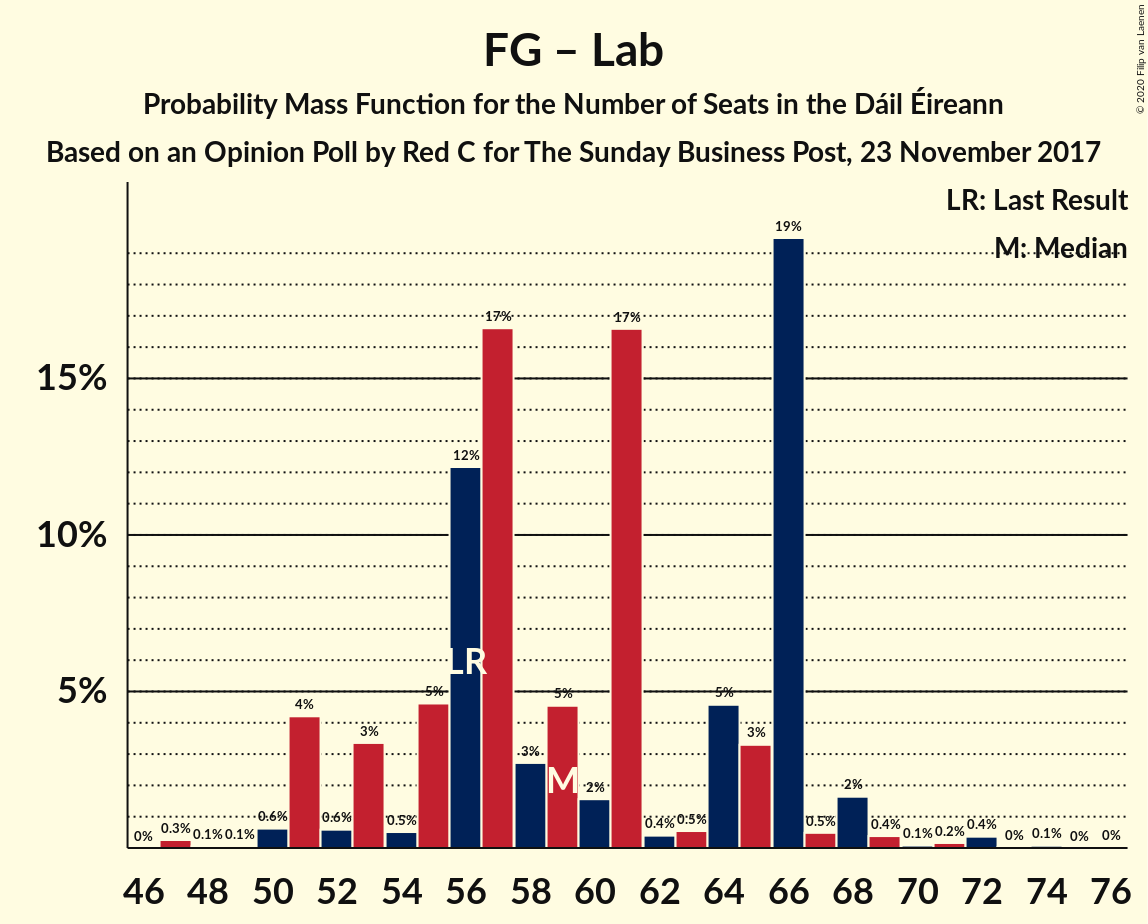 FG – Lab
Probability Mass Function for the Number of Seats in the Dáil Éireann
Based on an Opinion Poll by Red C for The Sunday Business Post, 23 November 2017
© 2020 Filip van Laenen
LR: Last Result
M: Median
19%
17% 17%
15%
12%
10%
LR
5%
5% 5% 5%
4%
3% 3% 3%
M
2% 2%
0% 0.3% 0.1% 0.1% 0.6% 0.6% 0.5% 0.4% 0.5% 0.5% 0.4% 0.1% 0.2% 0.4% 0% 0.1% 0% 0%
46 48 50 52 54 56 58 60 62 64 66 68 70 72 74 76